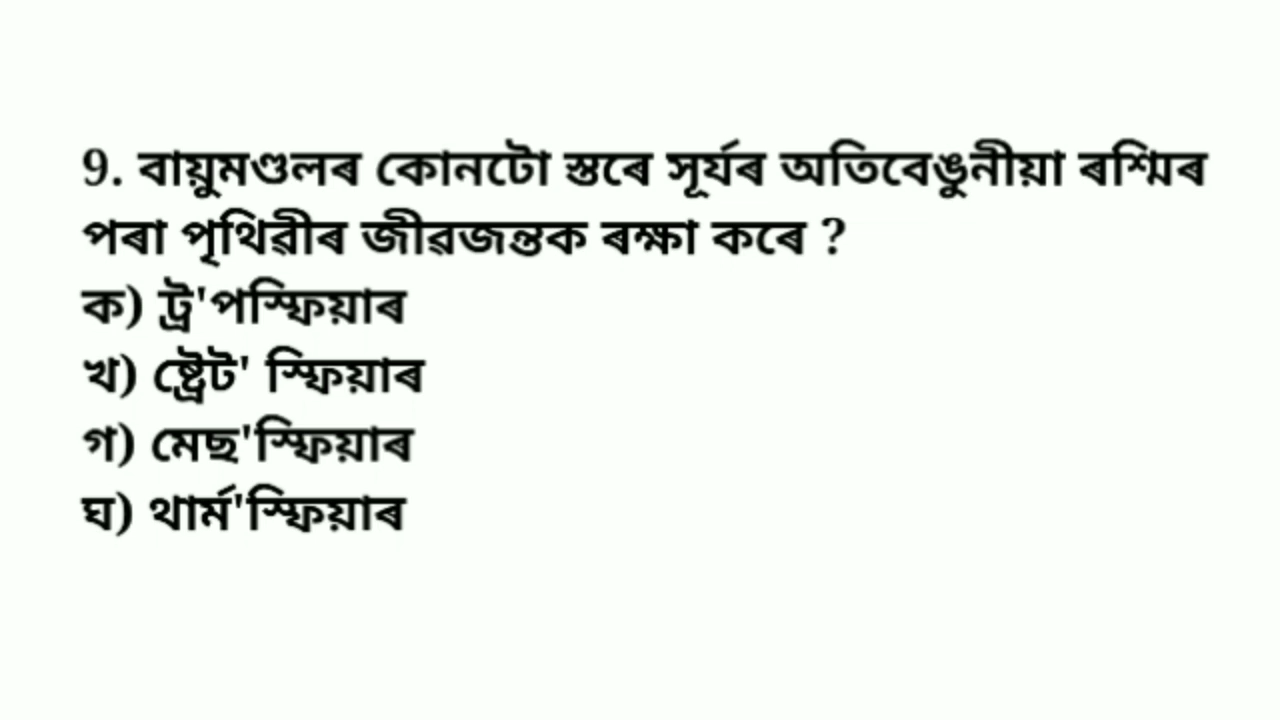 9. বায়ুমণ্ডলৰ কোনটো স্তৰে সূৰ্যৰ অতিবেঙুনীয়া ৰশ্মিৰ
পৰা পৃথিৱীৰ জীৱজন্তক ৰক্ষা কৰে ?
ক) ট্ৰ'পস্ফিয়াৰ
খ) ষ্ট্ৰেট' স্ফিয়াৰ
গ) মেছ'স্ফিয়াৰ
ঘ) থাৰ্ম'স্ফিয়াৰ